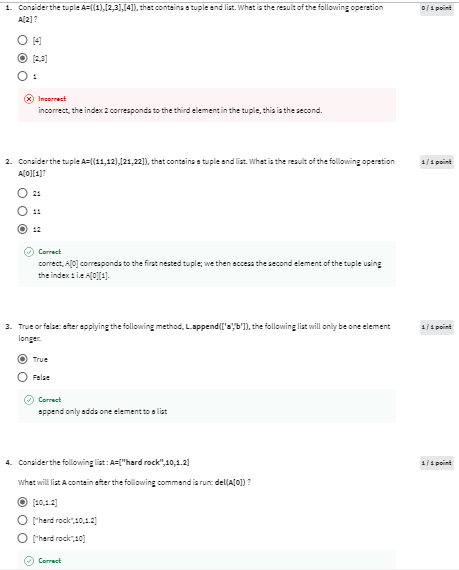 1. Consider the tuple A=((1),[2,3],[4]), that contains a tuple and list. What is the result of the following operation 0 / 1 point
A[2] ?
[4]
[2,3]
1
Incorrect
incorrect, the index 2 corresponds to the third element in the tuple, this is the second.
2. Consider the tuple A=((11,12),[21,22]), that contains a tuple and list. What is the result of the following operation 1 / 1 point
A[0][1]?
21
11
12
Correct
correct, A[0] corresponds to the first nested tuple; we then access the second element of the tuple using
the index 1 i.e A[0][1].
3. True or false: after applying the following method, L.append(['a','b']), the following list will only be one element 1 / 1 point
longer.
True
False
Correct
append only adds one element to a list
4. Consider the following list : A=["hard rock",10,1.2] 1 / 1 point
What will list A contain after the following command is run: del(A[0]) ?
[10,1.2]
["hard rock",10,1.2]
["hard rock",10]
Correct